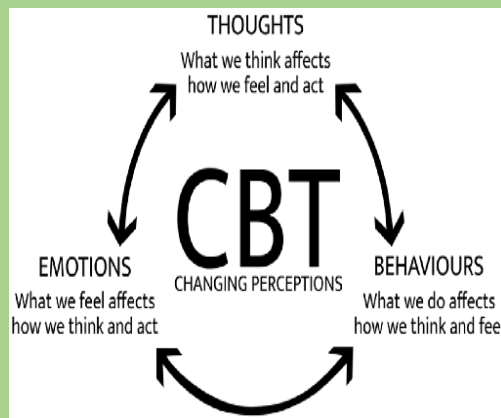 THOUGHTS
What we think affects
how we feel and act
CBT
CHANGING PERCEPTIONS
EMOTIONS
What we feel affects
how we think and act
BEHAVIOURS
What we do affects
how we think and fee